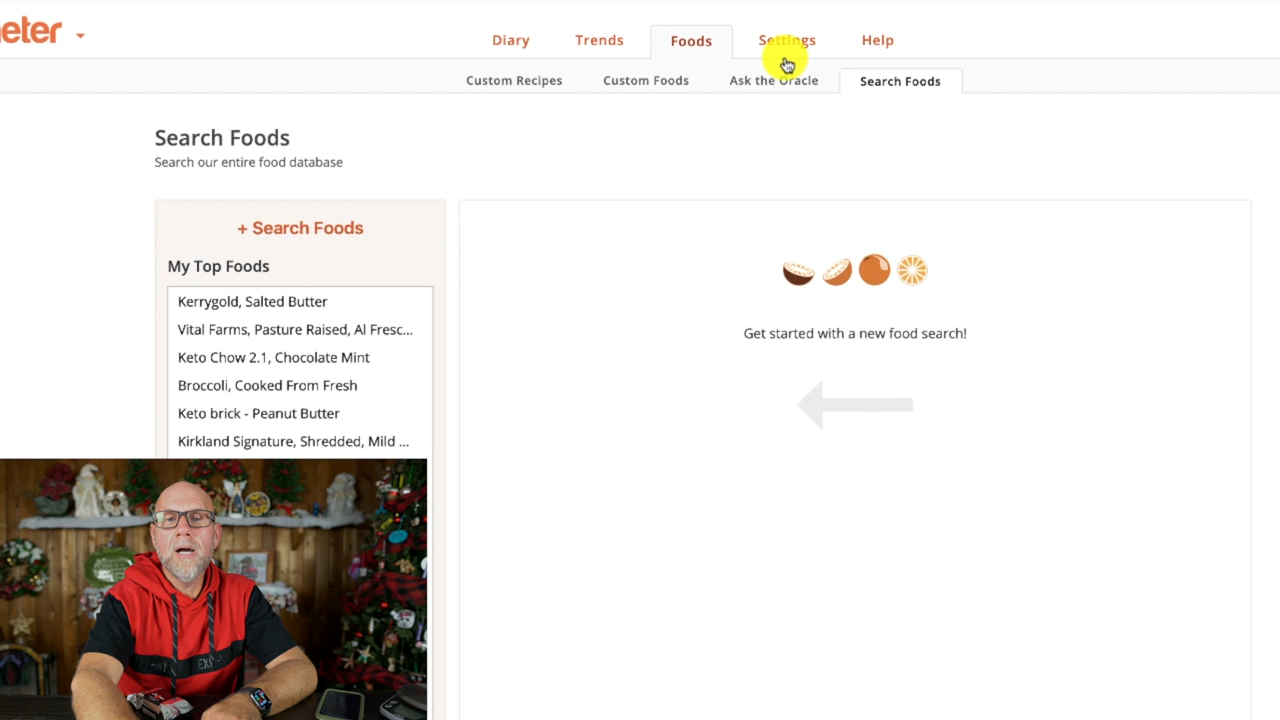 eter
Diary Trends Foods Settings Help
Custom Recipes Custom Foods Ask the Oracle Search Foods
Search Foods
Search our entire food database
+ Search Foods
My Top Foods
Kerrygold, Salted Butter
Vital Farms, Pasture Raised, Al Fresc...
Keto Chow 2.1, Chocolate Mint
Broccoli, Cooked From Fresh
Keto brick - Peanut Butter
Kirkland Signature, Shredded, Mild ...
Get started with a new food search!